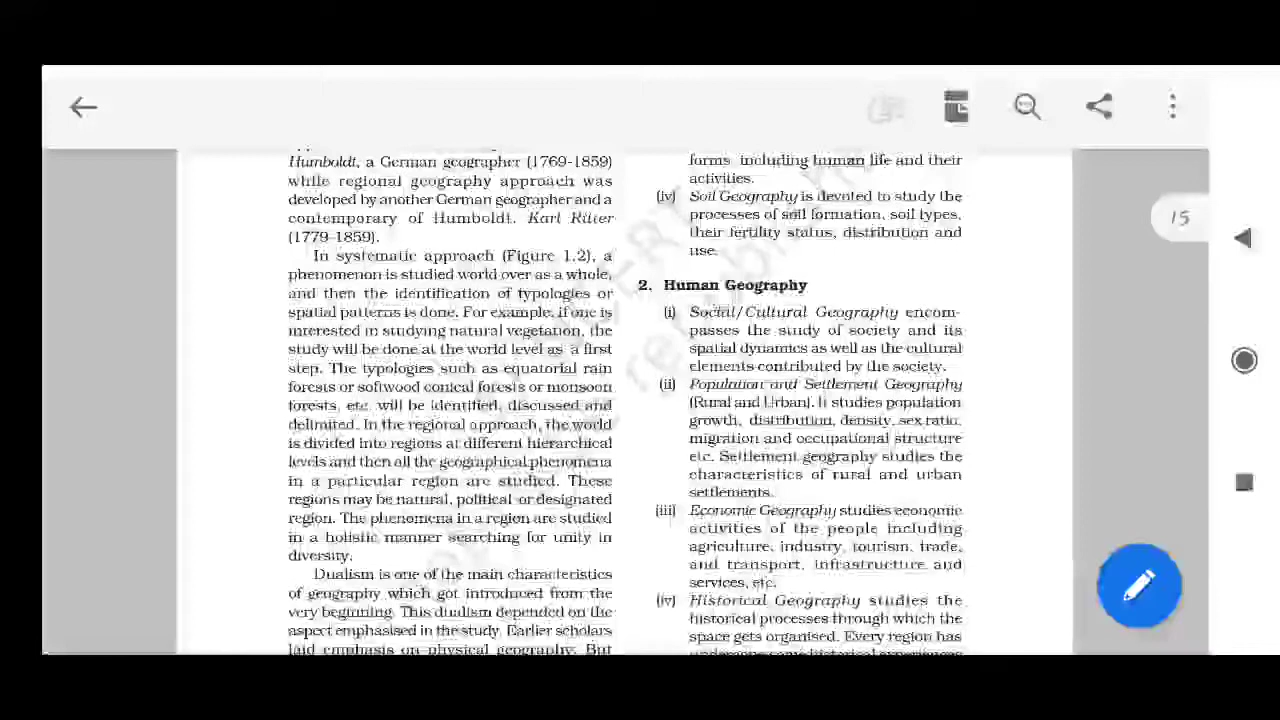 Humboldt, a German geographer (1769-1859)
while regional geography approach was
developed by another German geographer and a
contemporary of Humboldt, Karl Ritter
(1779-1859).
In systematic approach (Figure 1.2), a
phenomenon is studied world over as a whole,
and then the identification of typologies or
spatial patterns is done. For example, if one is
interested in studying natural vegetation, the
study will be done at the world level as a first
step. The typologies such as equatorial rain
forests or softwood conical forests or monsoon
forests, etc. will be identified, discussed and
delimited. In the regional approach, the world
is divided into regions at different hierarchical
levels and then all the geographical phenomena
in a particular region are studied. These
regions may be natural, political or designated
region. The phenomena in a region are studied
in a holistic manner searching for unity in
diversity.
Dualism is one of the main characteristics
of geography which got introduced from the
very beginning. This dualism depended on the
aspect emphasised in the study. Earlier scholars
laid emphasis on physical geography. But
forms including human life and their
activities.
(iv) Soil Geography is devoted to study the
processes of soil formation, soil types,
their fertility status, distribution and
use.
2. Human Geography
(i) Social/Cultural Geography encom-
passes the study of society and its
spatial dynamics as well as the cultural
elements contributed by the society.
(ii) Population and Settlement Geography
(Rural and Urban). It studies population
growth, distribution, density, sex ratio,
migration and occupational structure
etc. Settlement geography studies the
characteristics of rural and urban
settlements.
(iii) Economic Geography studies economic
activities of the people including
agriculture, industry, tourism, trade,
and transport, infrastructure and
services, etc.
(iv) Historical Geography studies the
historical processes through which the
space gets organised. Every region has
undergone some historical experiences
15